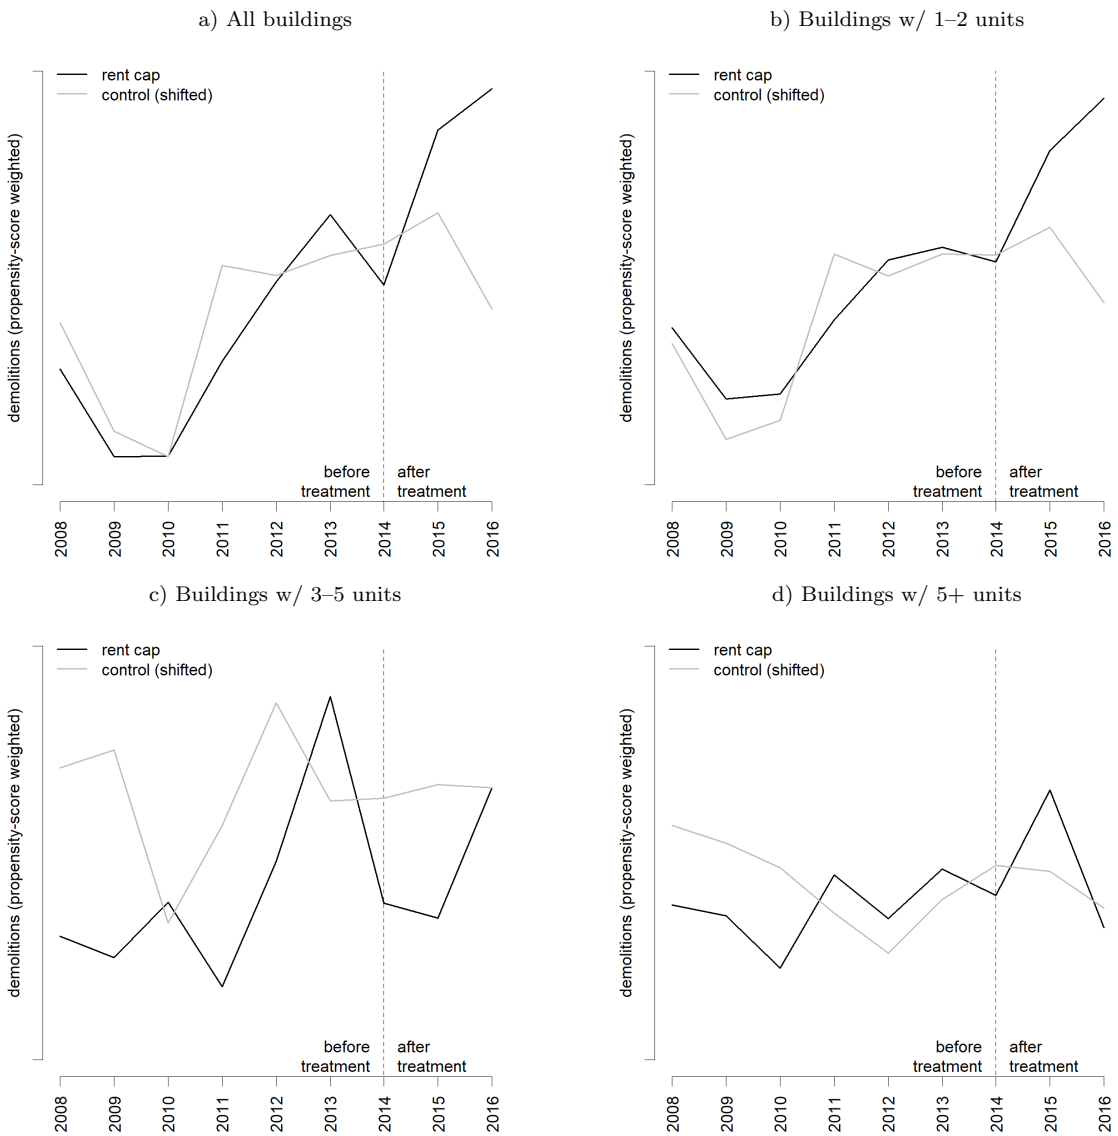 a) All buildings
rent cap
control (shifted)
demolitions (propensity-score weighted)
before
treatment
after
treatment
2008
2009
2010
2011
2012
2013
2014
2015
2016
b) Buildings w/ 1–2 units
rent cap
control (shifted)
demolitions (propensity-score weighted)
before
treatment
after
treatment
2008
2009
2010
2011
2012
2013
2014
2015
2016
c) Buildings w/ 3–5 units
rent cap
control (shifted)
demolitions (propensity-score weighted)
before
treatment
after
treatment
2008
2009
2010
2011
2012
2013
2014
2015
2016
d) Buildings w/ 5+ units
rent cap
control (shifted)
demolitions (propensity-score weighted)
before
treatment
after
treatment
2008
2009
2010
2011
2012
2013
2014
2015
2016